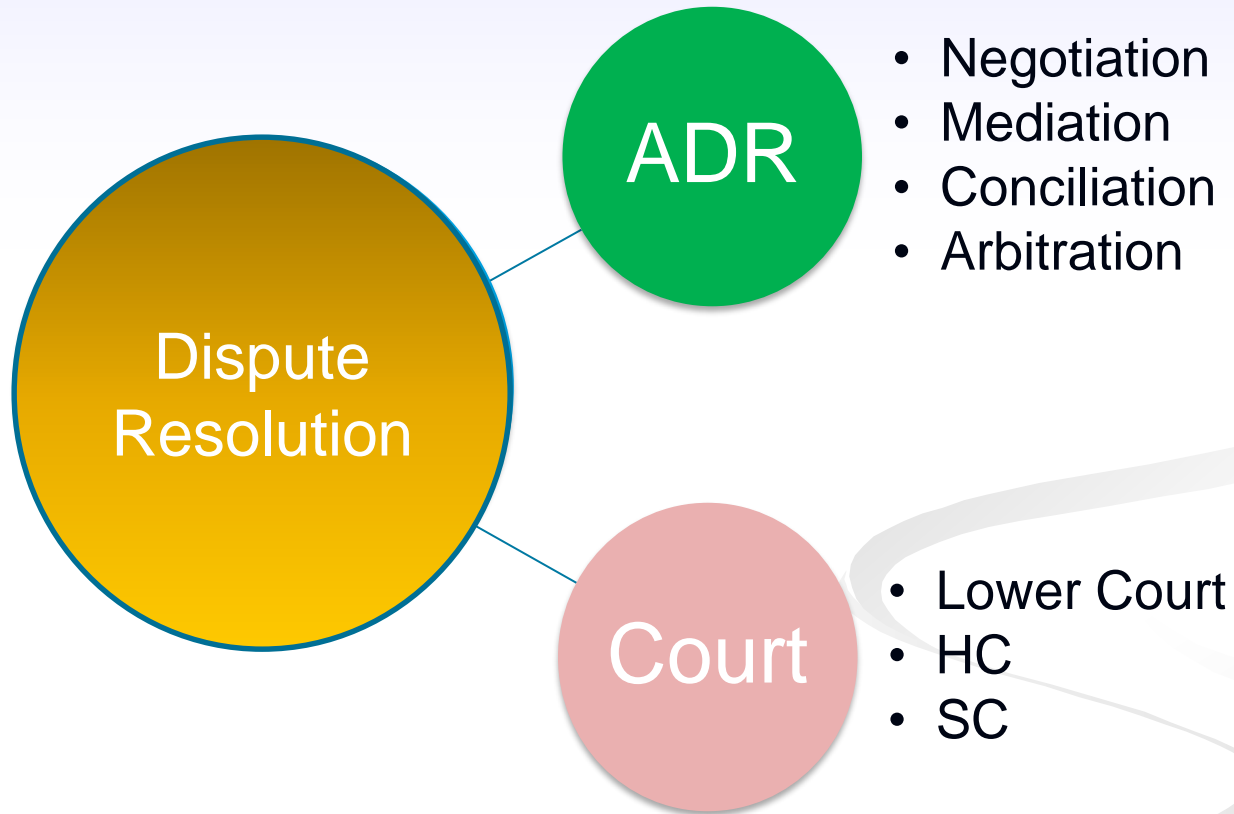 Dispute
Resolution
ADR
• Negotiation
• Mediation
• Conciliation
• Arbitration
Court
• Lower Court
• HC
• SC